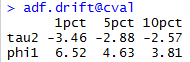 > adf.drift@cval
1pct 5pct 10pct
tau2 -3.46 -2.88 -2.57
phi1 6.52 4.63 3.81